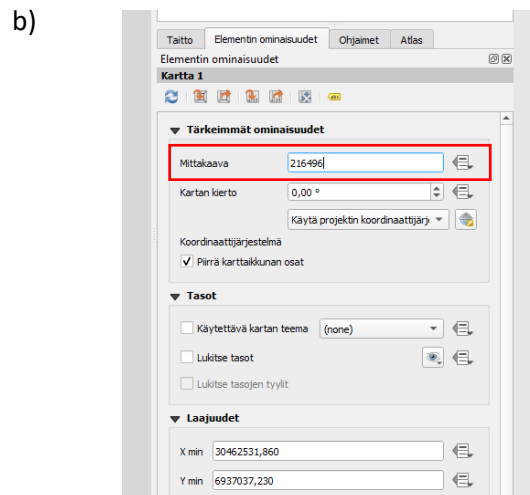 b)
Taitto Elementin ominaisuudet Ohjaimet Atlas
Elementin ominaisuudet
Kartta 1
abc
▼ Tärkeimmät ominaisuudet
Mittakaava 216496
Kartan kierto 0,00 °
Käytä projektin koordinaattijärj
Koordinaattijärjestelmä
✓ Piirrä karttaikkunan osat
▼ Tasot
Käytettävä kartan teema (none)
Lukitse tasot
Lukitse tasojen tyylit
▼ Laajuudet
X min 30462531,860
Y min 6937037,230